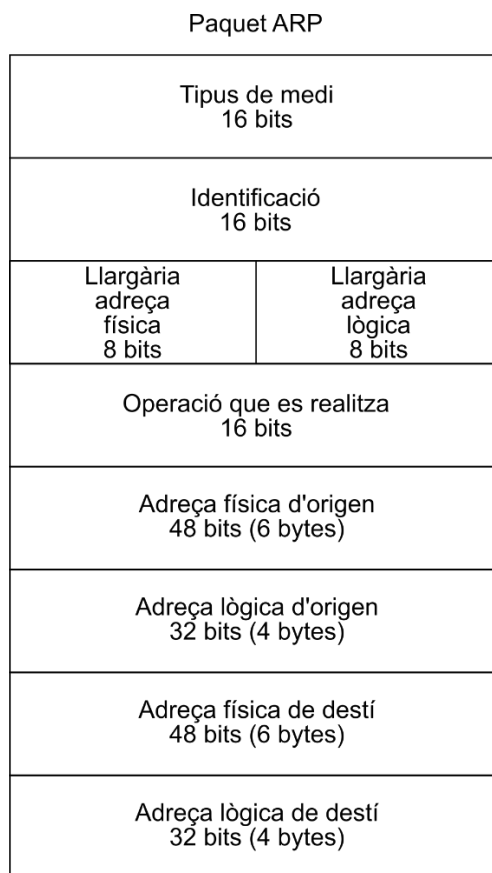 Paquet ARP
Tipus de medi
16 bits
Identificació
16 bits
Llargària
adreça
física
8 bits
Llargària
adreça
lògica
8 bits
Operació que es realitza
16 bits
Adreça física d'origen
48 bits (6 bytes)
Adreça lògica d'origen
32 bits (4 bytes)
Adreça física de destí
48 bits (6 bytes)
Adreça lògica de destí
32 bits (4 bytes)